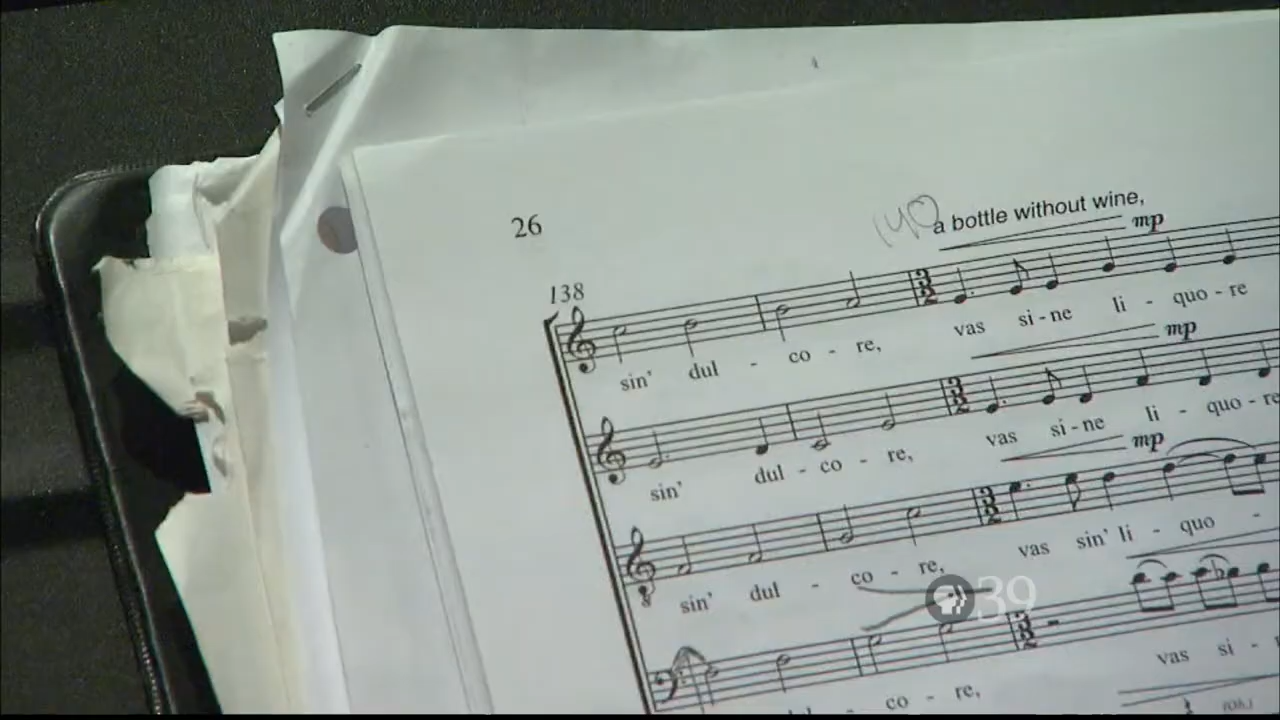 26
140 a bottle without wine,
mp
138
sin' dul - co - re, vas si - ne li - quo - re
mp
sin' dul - co - re, vas si - ne li - quo - re
mp
sin' dul - co - re, vas sin' li - quo -
39
co - re, vas si -